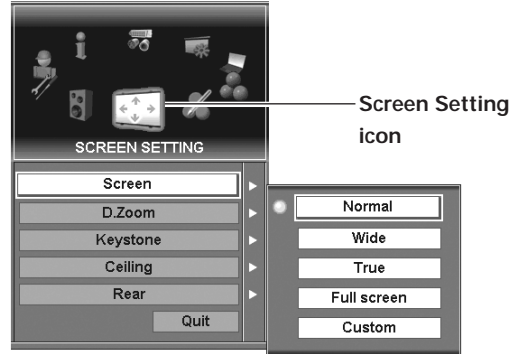 Screen Setting
icon
SCREEN SETTING
Screen
D.Zoom
Keystone
Ceiling
Rear
Quit
Normal
Wide
True
Full screen
Custom